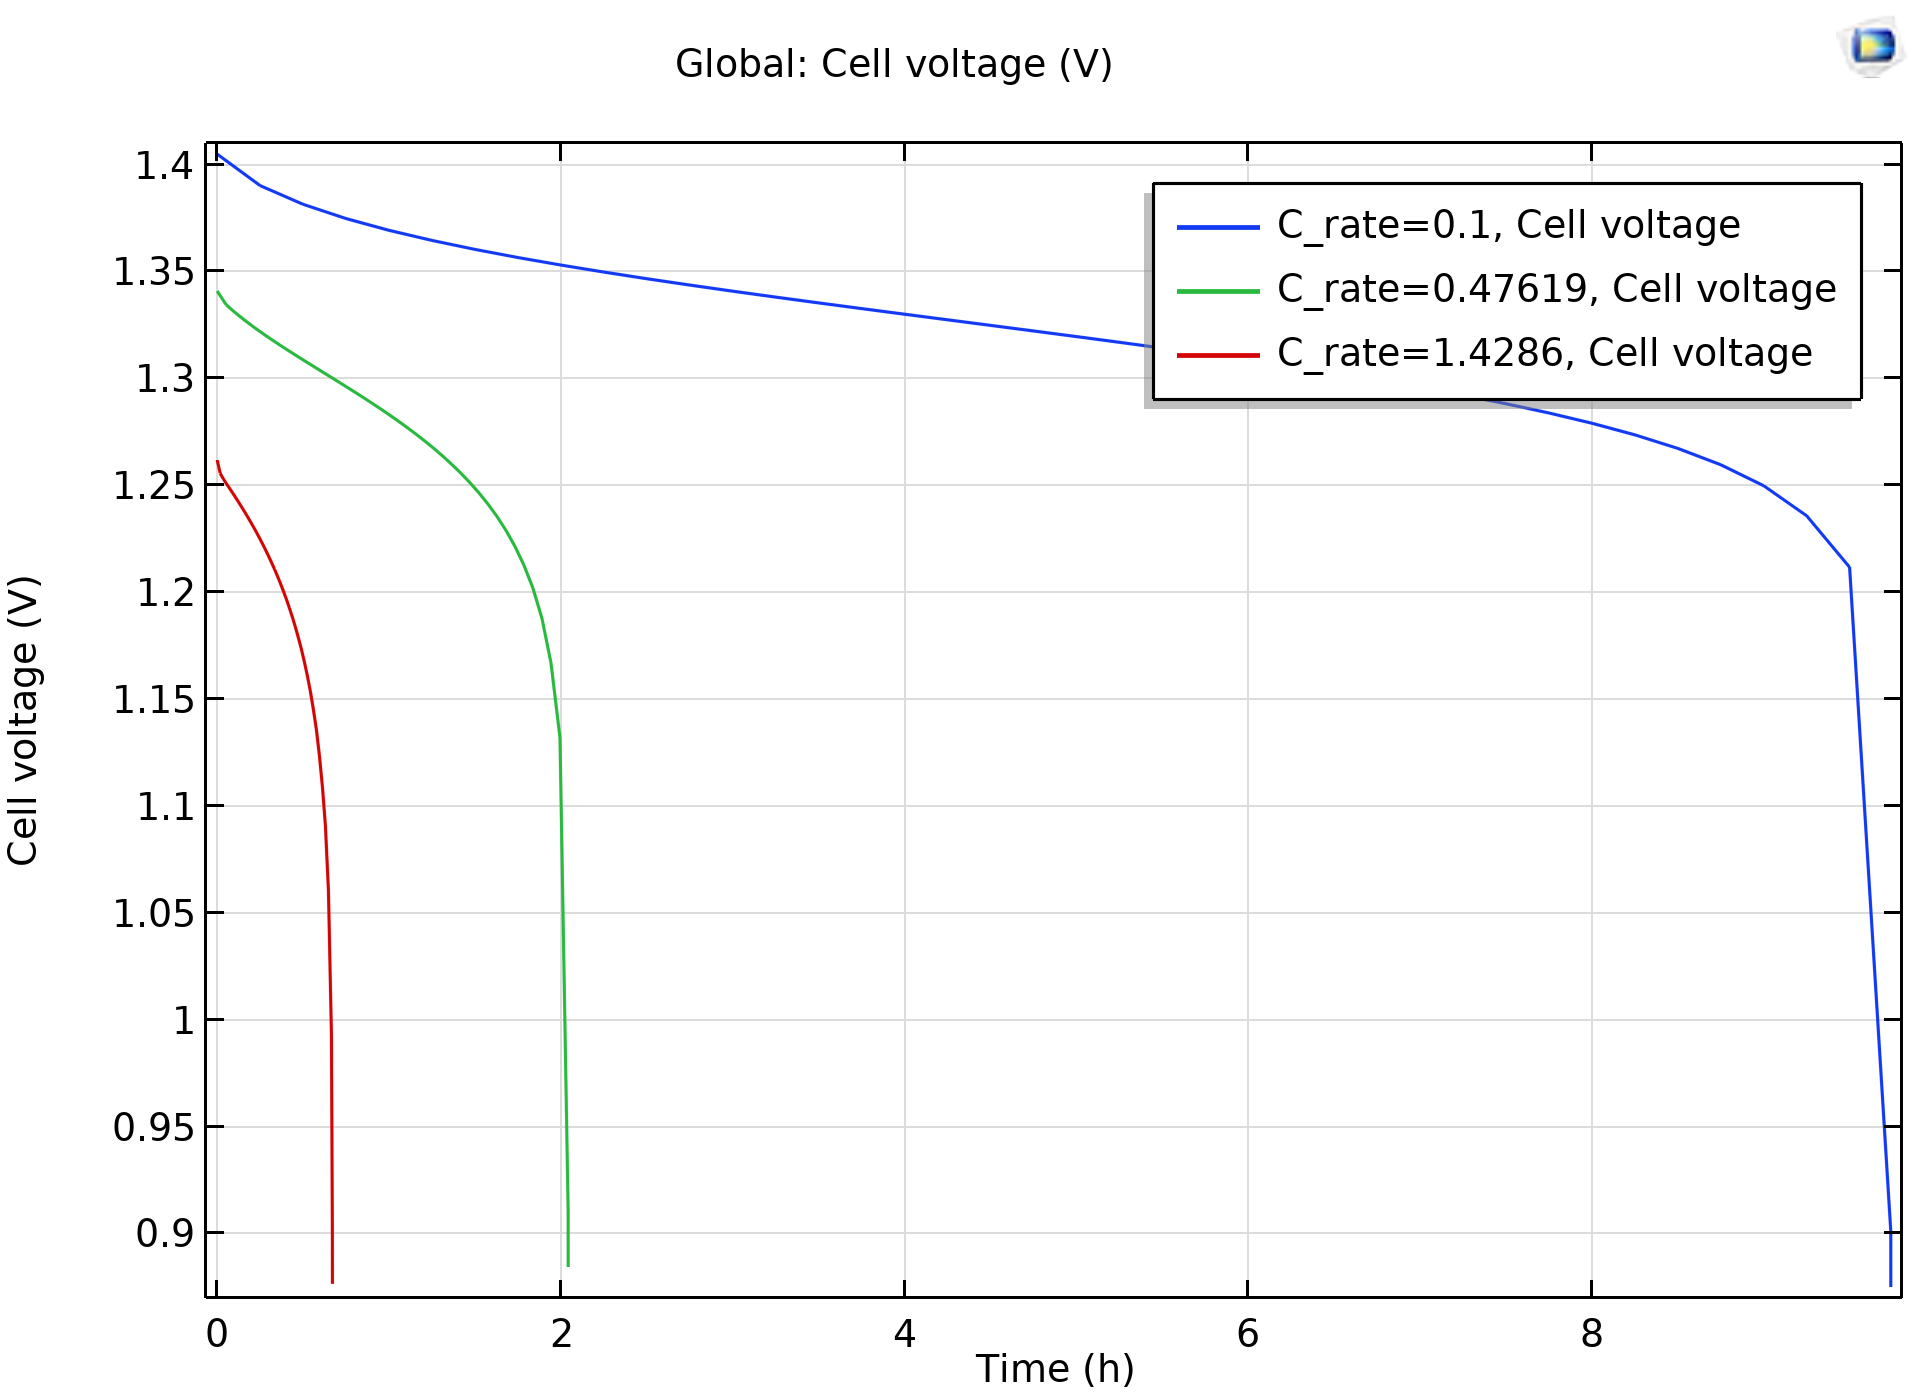 Global: Cell voltage (V)
C_rate=0.1, Cell voltage
C_rate=0.47619, Cell voltage
C_rate=1.4286, Cell voltage
Cell voltage (V)
1.4
1.35
1.3
1.25
1.2
1.15
1.1
1.05
1
0.95
0.9
0 2 4 6 8
Time (h)